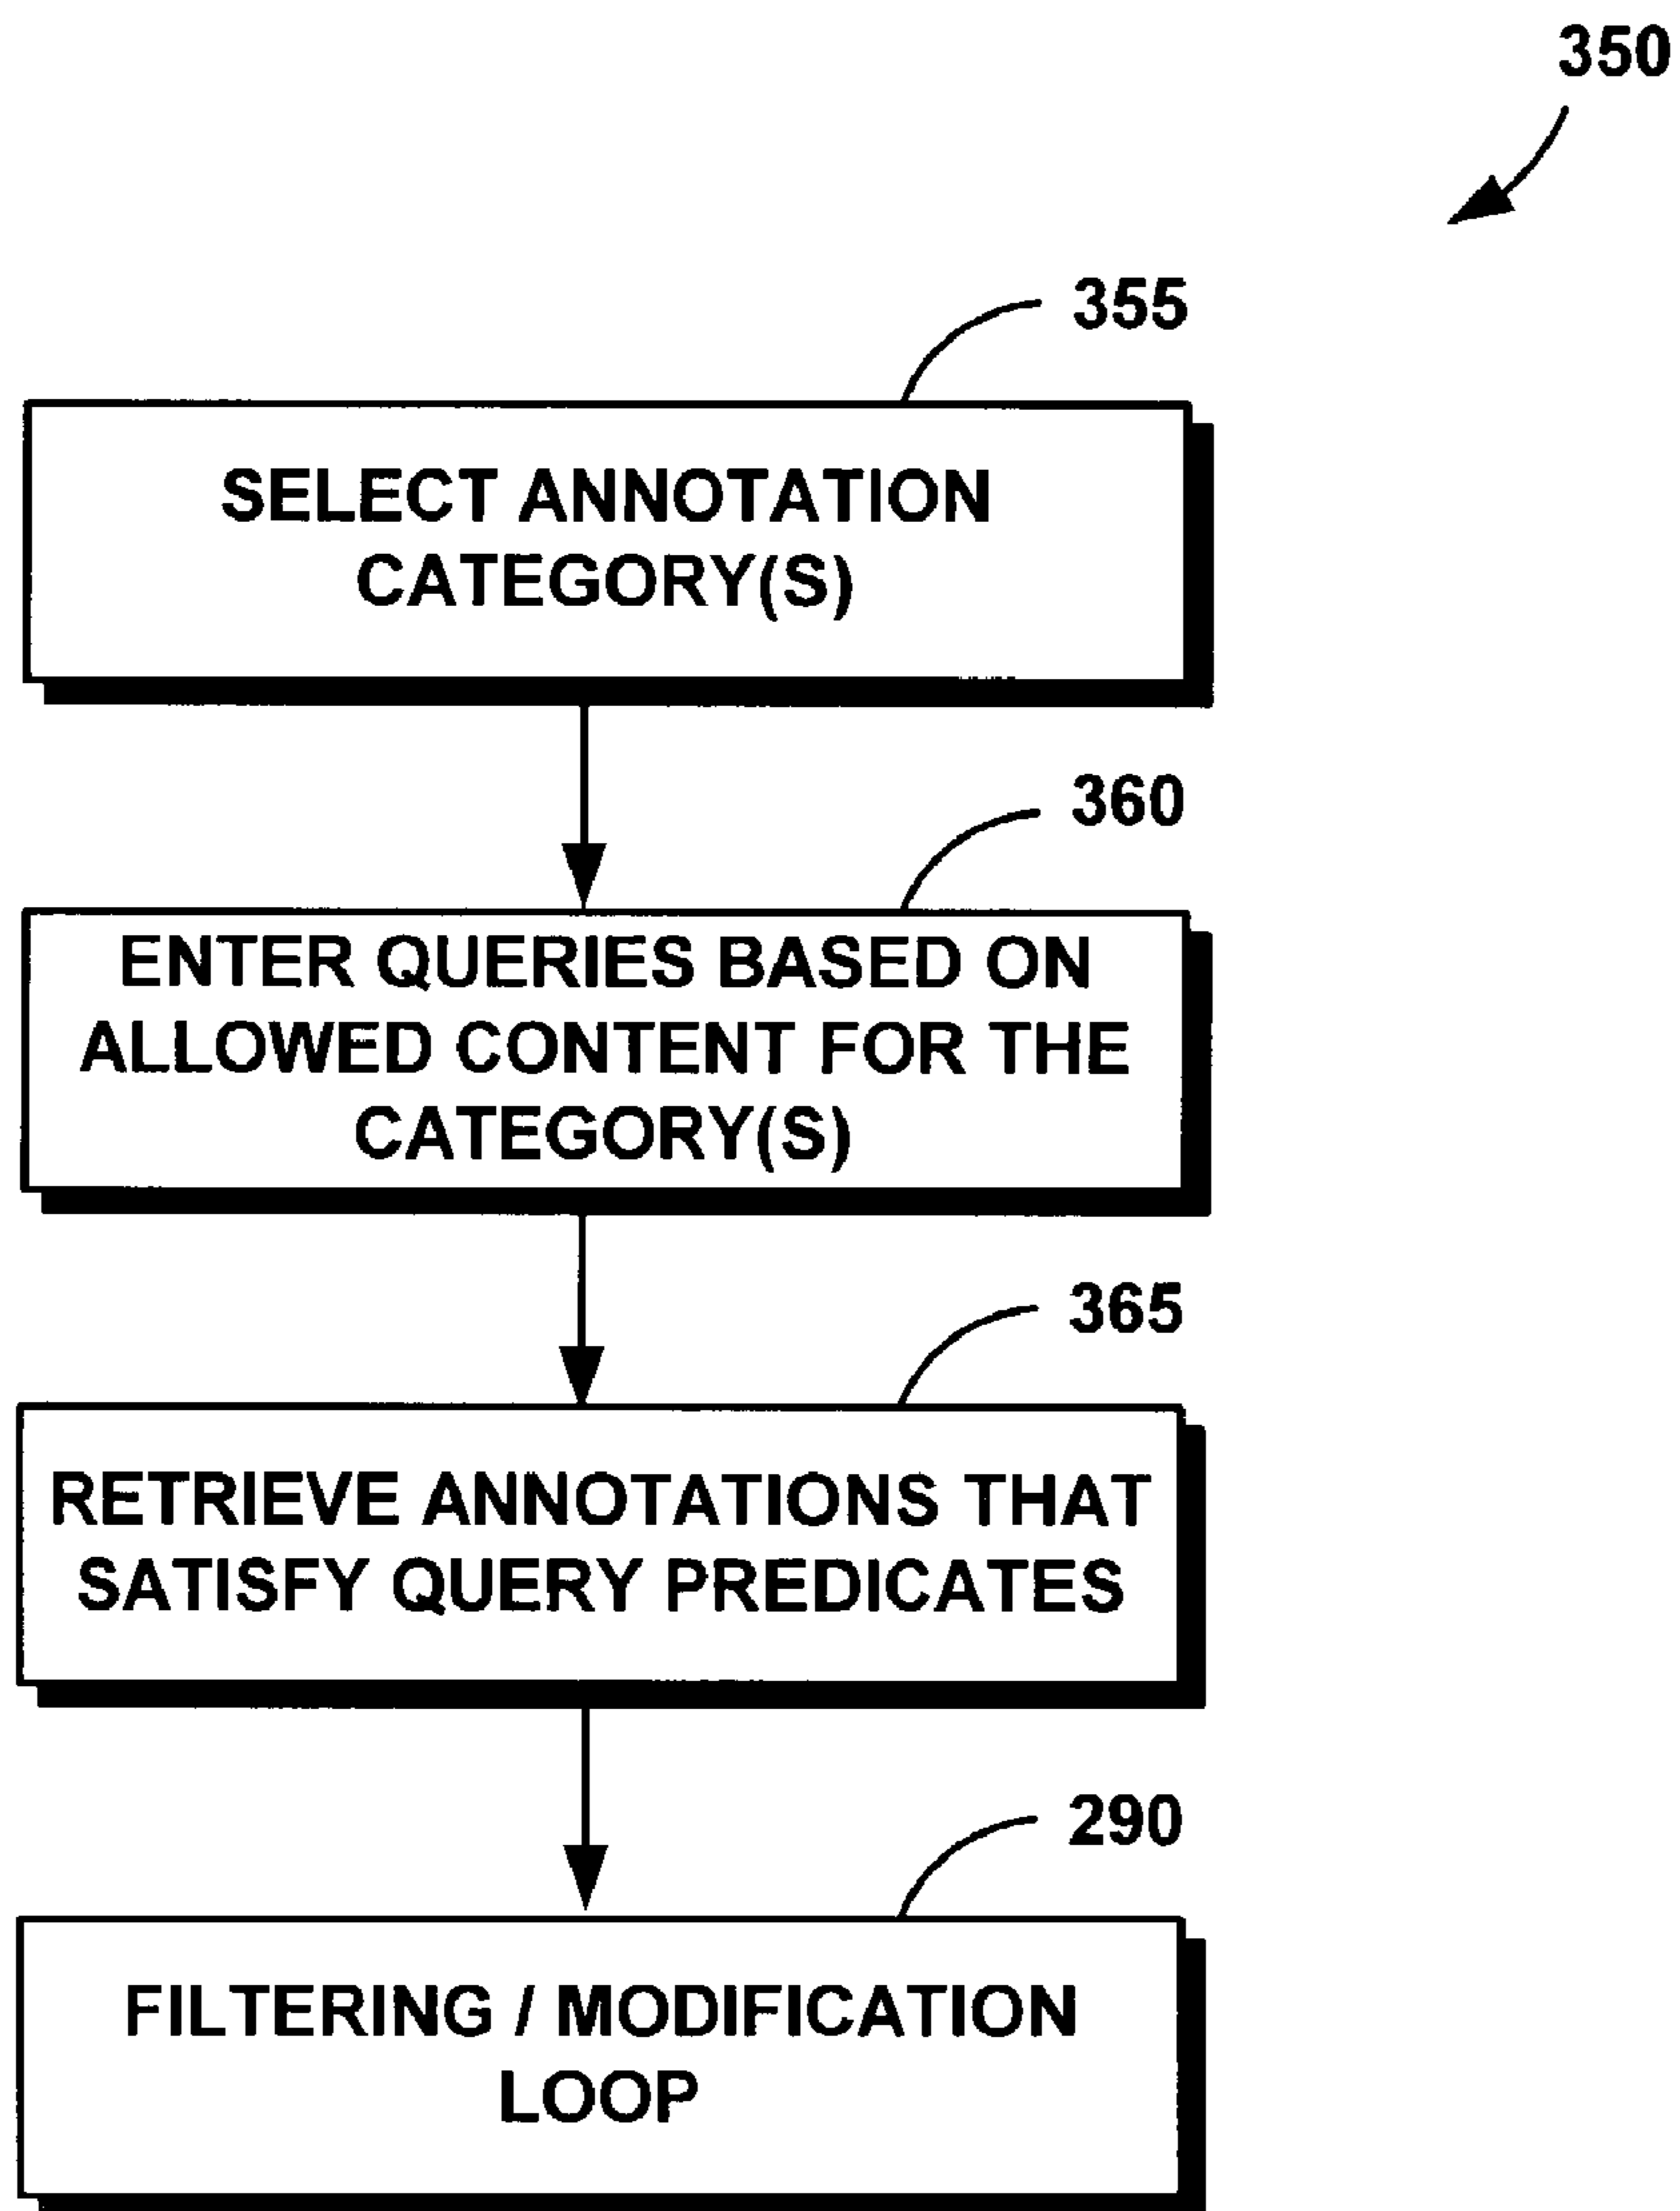 350
355
SELECT ANNOTATION
CATEGORY(S)
360
ENTER QUERIES BASED ON
ALLOWED CONTENT FOR THE
CATEGORY(S)
365
RETRIEVE ANNOTATIONS THAT
SATISFY QUERY PREDICATES
290
FILTERING / MODIFICATION
LOOP